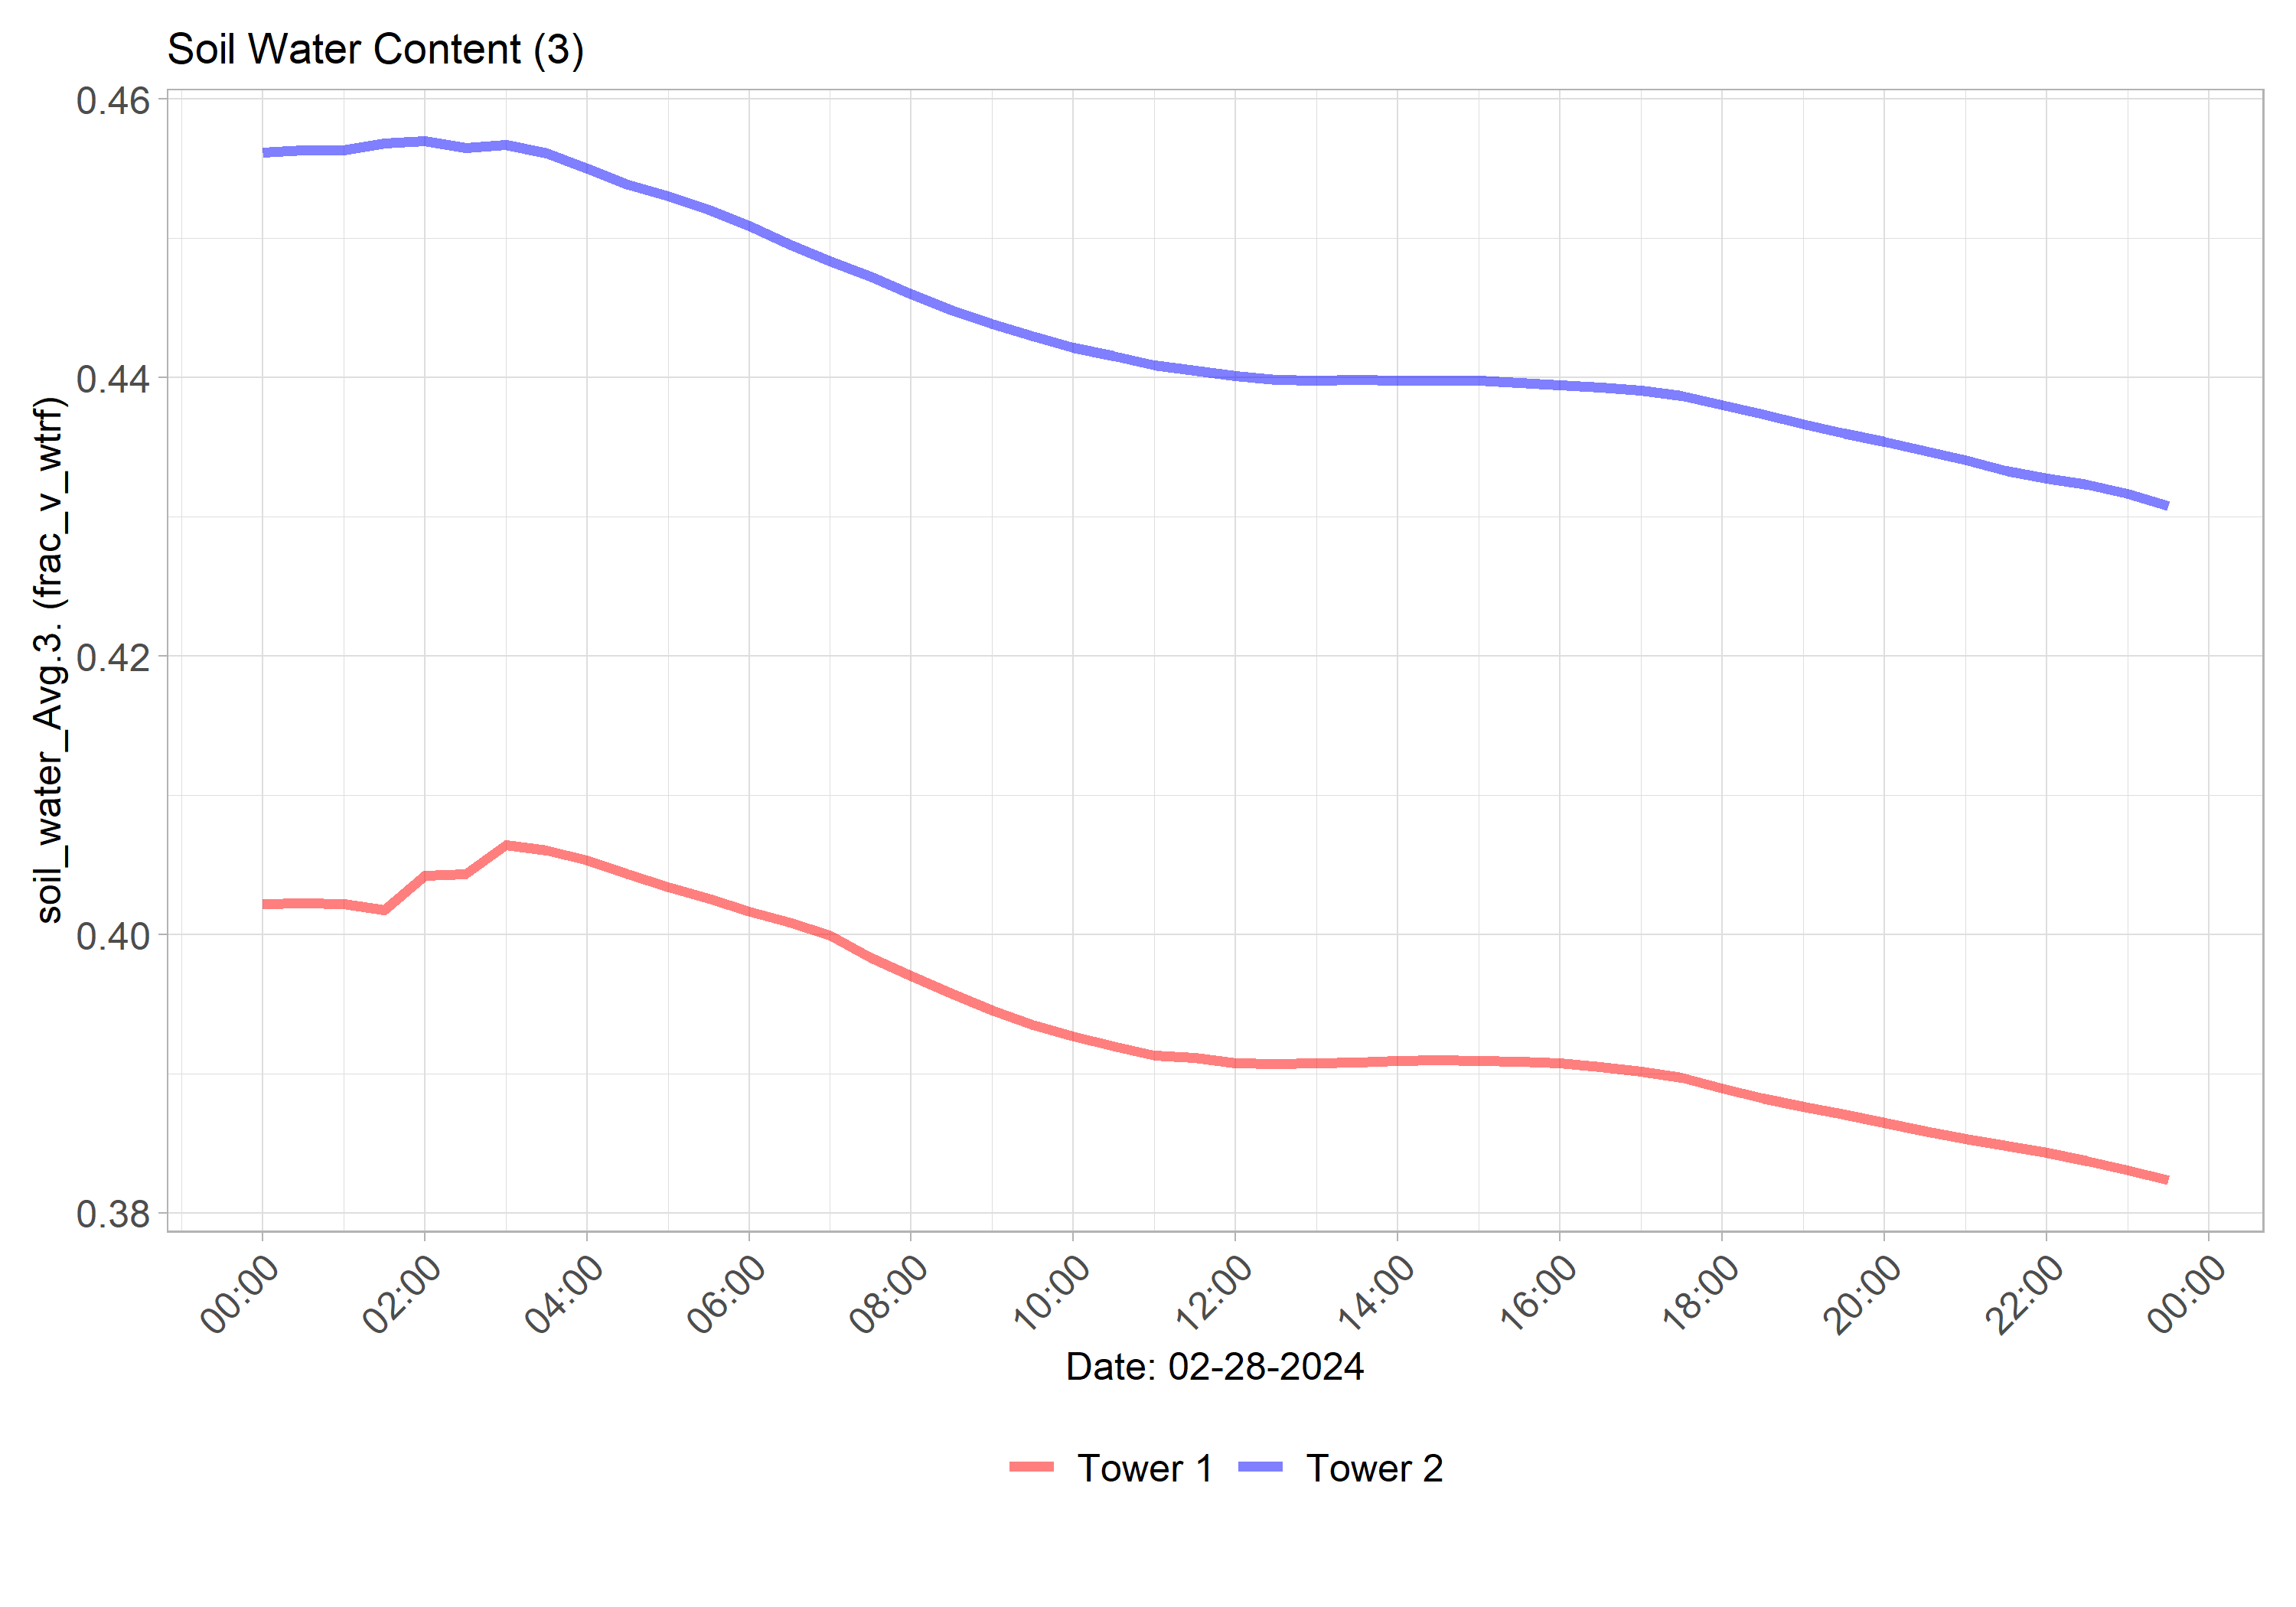 Soil Water Content (3)
soil_water_Avg.3. (frac_v_wtrf)
0.46
0.44
0.42
0.40
0.38
00:00 02:00 04:00 06:00 08:00 10:00 12:00 14:00 16:00 18:00 20:00 22:00 00:00
Date: 02-28-2024
Tower 1 Tower 2